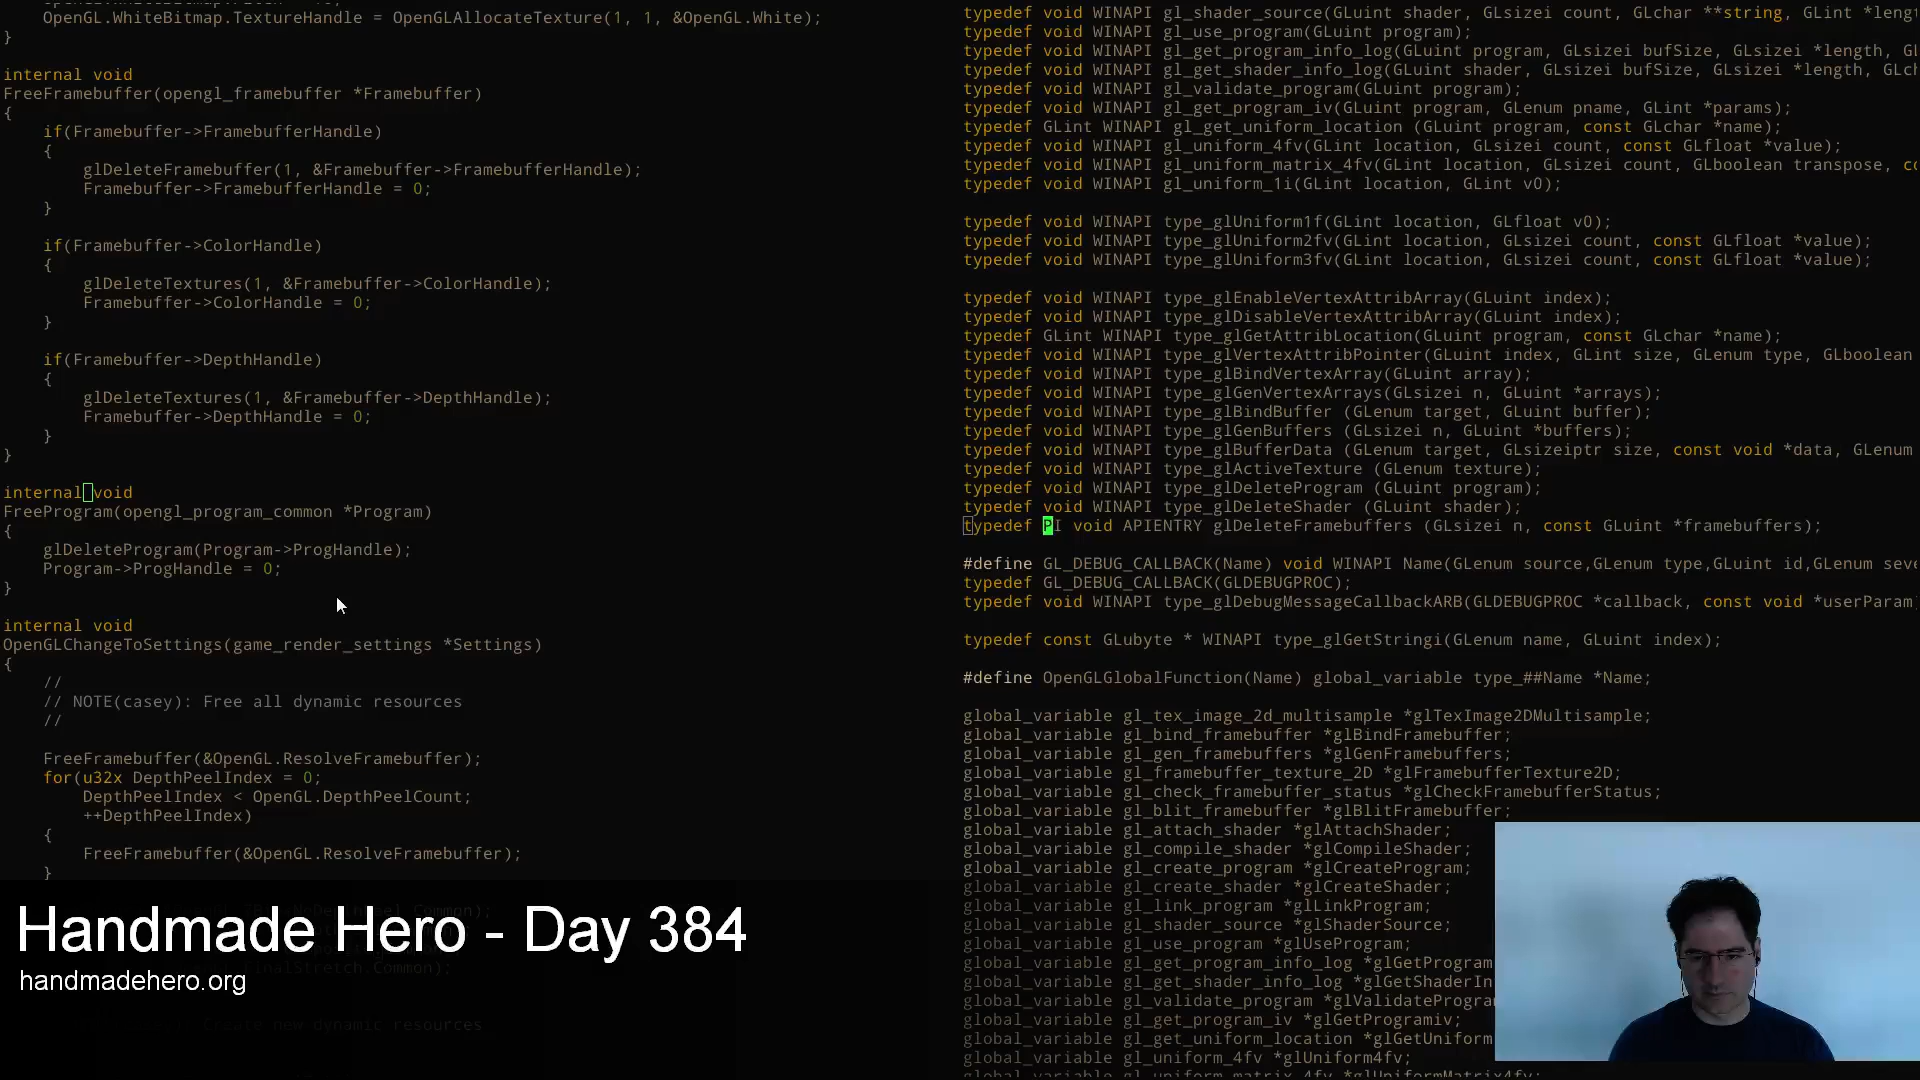 OpenGL.WhiteBitmap.TextureHandle = OpenGLAllocateTexture(1, 1, &OpenGL.White);
}
internal void
FreeFramebuffer(opengl_framebuffer *Framebuffer)
{
if(Framebuffer->FramebufferHandle)
{
glDeleteFramebuffer(1, &Framebuffer->FramebufferHandle);
Framebuffer->FramebufferHandle = 0;
}
if(Framebuffer->ColorHandle)
{
glDeleteTextures(1, &Framebuffer->ColorHandle);
Framebuffer->ColorHandle = 0;
}
if(Framebuffer->DepthHandle)
{
glDeleteTextures(1, &Framebuffer->DepthHandle);
Framebuffer->DepthHandle = 0;
}
}
internal void
FreeProgram(opengl_program_common *Program)
{
glDeleteProgram(Program->ProgHandle);
Program->ProgHandle = 0;
}
internal void
OpenGLChangeToSettings(game_render_settings *Settings)
{
//
// NOTE(casey): Free all dynamic resources
//
FreeFramebuffer(&OpenGL.ResolveFramebuffer);
for(u32x DepthPeelIndex = 0;
DepthPeelIndex < OpenGL.DepthPeelCount;
++DepthPeelIndex)
{
FreeFramebuffer(&OpenGL.ResolveFramebuffer);
}
Handmade Hero - Day 384
handmadehero.org
FinalStretch.Common);
Create new dynamic resources
typedef void WINAPI gl_shader_source(GLuint shader, GLsizei count, GLchar **string, GLint *lengt
typedef void WINAPI gl_use_program(GLuint program);
typedef void WINAPI gl_get_program_info_log(GLuint program, GLsizei bufSize, GLsizei *length, GL
typedef void WINAPI gl_get_shader_info_log(GLuint shader, GLsizei bufSize, GLsizei *length, GLch
typedef void WINAPI gl_validate_program(GLuint program);
typedef void WINAPI gl_get_program_iv(GLuint program, GLenum pname, GLint *params);
typedef GLint WINAPI gl_get_uniform_location (GLuint program, const GLchar *name);
typedef void WINAPI gl_uniform_4fv(GLint location, GLsizei count, const GLfloat *value);
typedef void WINAPI gl_uniform_matrix_4fv(GLint location, GLsizei count, GLboolean transpose, co
typedef void WINAPI gl_uniform_1i(GLint location, GLint v0);
typedef void WINAPI type_glUniform1f(GLint location, GLfloat v0);
typedef void WINAPI type_glUniform2fv(GLint location, GLsizei count, const GLfloat *value);
typedef void WINAPI type_glUniform3fv(GLint location, GLsizei count, const GLfloat *value);
typedef void WINAPI type_glEnableVertexAttribArray(GLuint index);
typedef void WINAPI type_glDisableVertexAttribArray(GLuint index);
typedef GLint WINAPI type_glGetAttribLocation(GLuint program, const GLchar *name);
typedef void WINAPI type_glVertexAttribPointer(GLuint index, GLint size, GLenum type, GLboolean
typedef void WINAPI type_glBindVertexArray(GLuint array);
typedef void WINAPI type_glGenVertexArrays(GLsizei n, GLuint *arrays);
typedef void WINAPI type_glBindBuffer (GLenum target, GLuint buffer);
typedef void WINAPI type_glGenBuffers (GLsizei n, GLuint *buffers);
typedef void WINAPI type_glBufferData (GLenum target, GLsizeiptr size, const void *data, GLenum
typedef void WINAPI type_glActiveTexture (GLenum texture);
typedef void WINAPI type_glDeleteProgram (GLuint program);
typedef void WINAPI type_glDeleteShader (GLuint shader);
typedef PI void APIENTRY glDeleteFramebuffers (GLsizei n, const GLuint *framebuffers);
#define GL_DEBUG_CALLBACK(Name) void WINAPI Name(GLenum source,GLenum type,GLuint id,GLenum seve
typedef GL_DEBUG_CALLBACK(GLDEBUGPROC);
typedef void WINAPI type_glDebugMessageCallbackARB(GLDEBUGPROC *callback, const void *userParam)
typedef const GLubyte * WINAPI type_glGetStringi(GLenum name, GLuint index);
#define OpenGLGlobalFunction(Name) global_variable type_##Name *Name;
global_variable gl_tex_image_2d_multisample *glTexImage2DMultisample;
global_variable gl_bind_framebuffer *glBindFramebuffer;
global_variable gl_gen_framebuffers *glGenFramebuffers;
global_variable gl_framebuffer_texture_2D *glFramebufferTexture2D;
global_variable gl_check_framebuffer_status *glCheckFramebufferStatus;
global_variable gl_blit_framebuffer *glBlitFramebuffer;
global_variable gl_attach_shader *glAttachShader;
global_variable gl_compile_shader *glCompileShader;
global_variable gl_create_program *glCreateProgram;
global_variable gl_create_shader *glCreateShader;
global_variable gl_link_program *glLinkProgram;
global_variable gl_shader_source *glShaderSource;
global_variable gl_use_program *glUseProgram;
global_variable gl_get_program_info_log *glGetProgram
global_variable gl_get_shader_info_log *glGetShaderIn
global_variable gl_validate_program *glValidateProgra
global_variable gl_get_program_iv *glGetProgramiv;
global_variable gl_get_uniform_location *glGetUniform
global_variable gl_uniform_4fv *glUniform4fv;
global_variable gl_uniform_matrix_4fv *glUniformMatrix4fv;